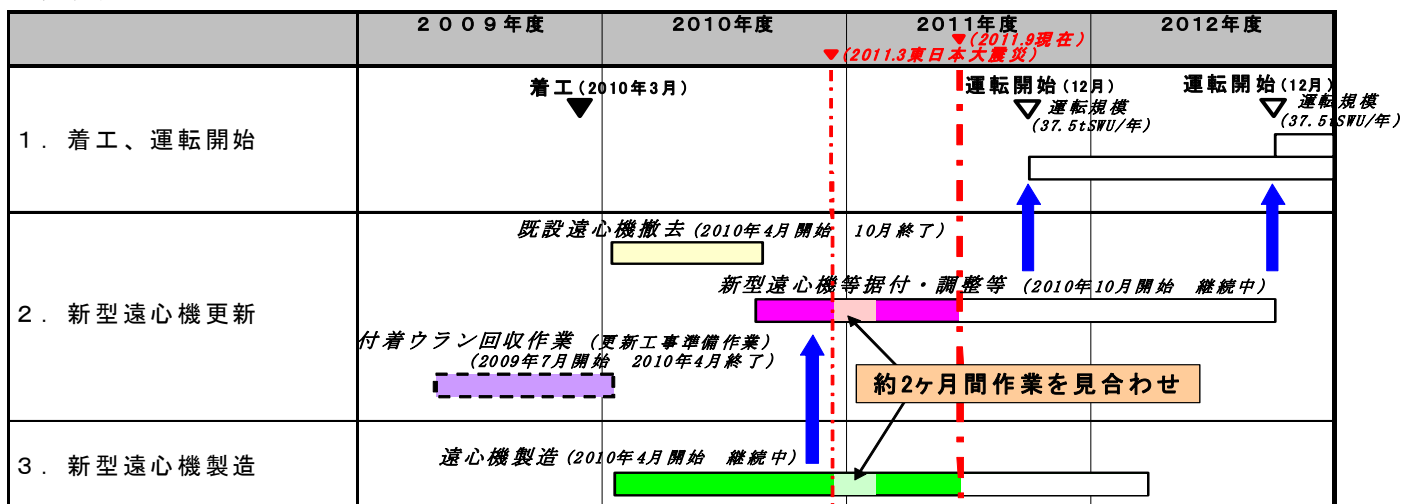 ２００９年度
2010年度
2011年度
2012年度
(2011.9現在)
(2011.3東日本大震災)
1. 着工、運転開始
着工(2010年3月)
運転開始(12月)
運転規模
(37.5tSWU/年)
運転開始(12月)
運転規模
(37.5tSWU/年)
2. 新型遠心機更新
既設遠心機撤去(2010年4月開始 10月終了)
新型遠心機等据付・調整等 (2010年10月開始 継続中)
付着ウラン回収作業 (更新工事準備作業)
(2009年7月開始 2010年4月終了)
約2ヶ月間作業を見合わせ
3. 新型遠心機製造
遠心機製造(2010年4月開始 継続中)